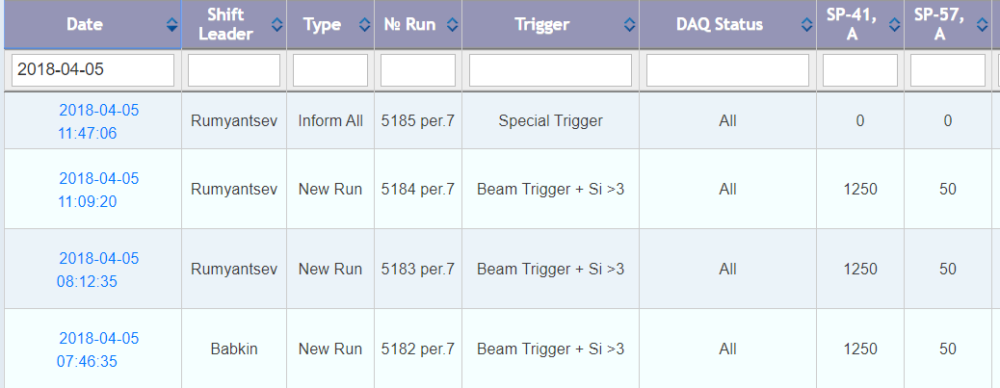 Date Shift Leader Type № Run Trigger DAQ Status SP-41, A SP-57, A
2018-04-05
2018-04-05 11:47:06 Rumyantsev Inform All 5185 per.7 Special Trigger All 0 0
2018-04-05 11:09:20 Rumyantsev New Run 5184 per.7 Beam Trigger + Si >3 All 1250 50
2018-04-05 08:12:35 Rumyantsev New Run 5183 per.7 Beam Trigger + Si >3 All 1250 50
2018-04-05 07:46:35 Babkin New Run 5182 per.7 Beam Trigger + Si >3 All 1250 50